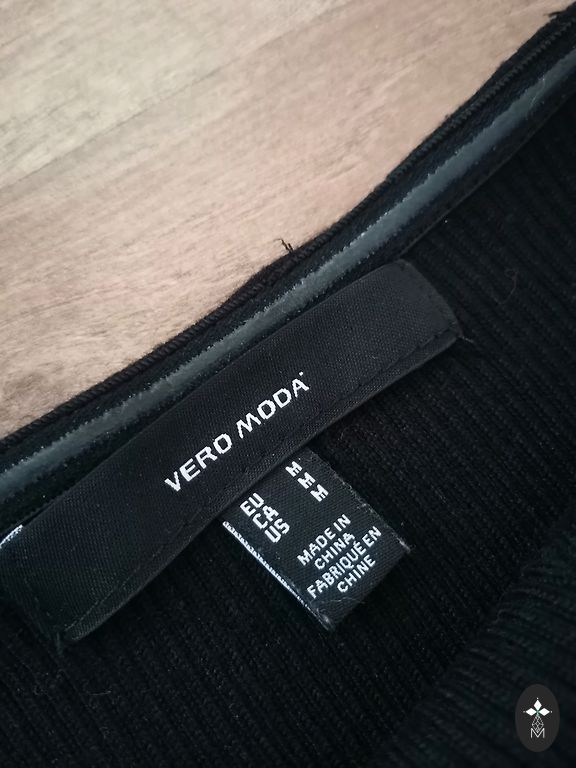 VERO MODA
EU M
CA M
US M
MADE IN
CHINA
FABRIQUÉ EN
CHINE
M